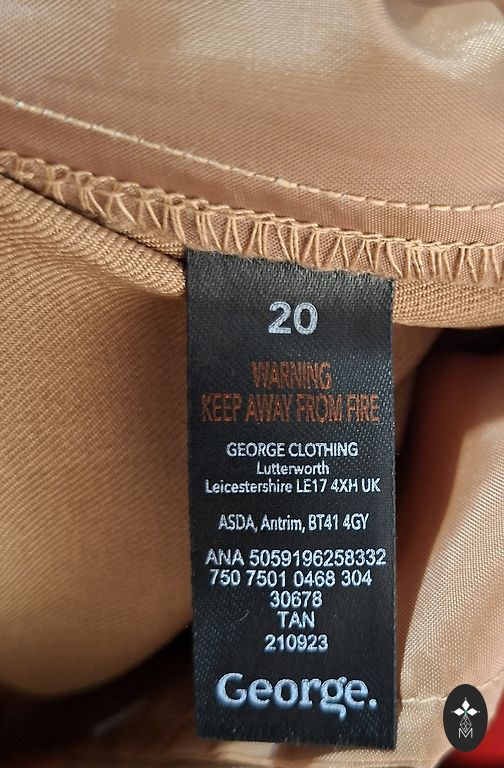 20
WARNING
KEEP AWAY FROM FIRE
GEORGE CLOTHING
Lutterworth
Leicestershire LE17 4XH UK
ASDA, Antrim, BT41 4GY
ANA 5059196258332
750 7501 0468 304
30678
TAN
210923
George.
M